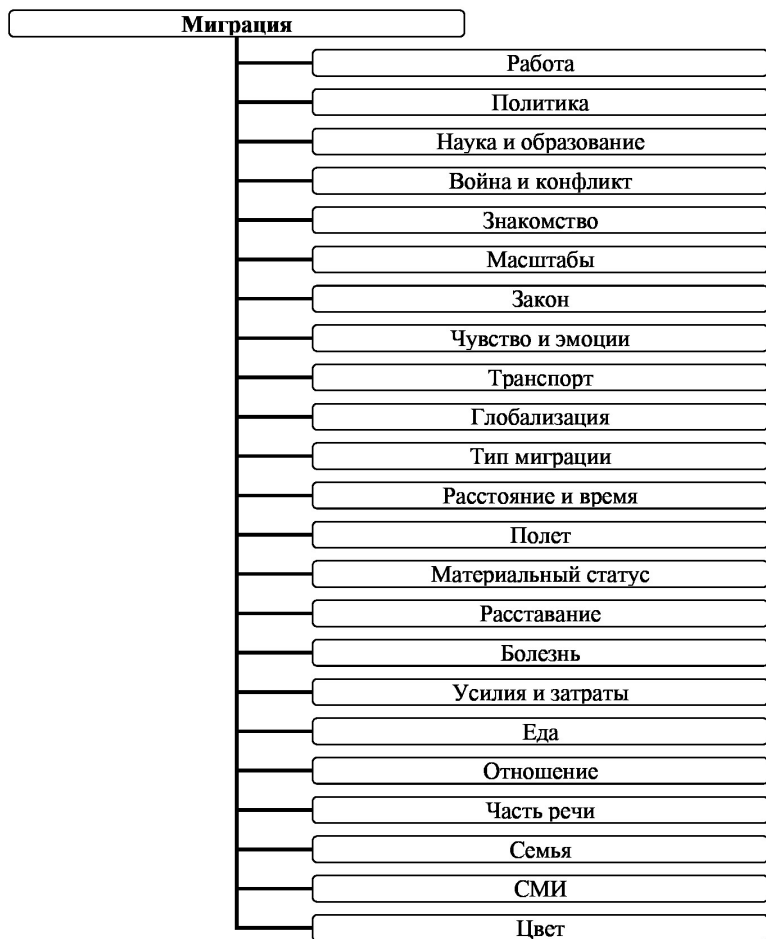 Миграция
Работа
Политика
Наука и образование
Война и конфликт
Знакомство
Масштабы
Закон
Чувство и эмоции
Транспорт
Глобализация
Тип миграции
Расстояние и время
Полет
Материальный статус
Расставание
Болезнь
Усилия и затраты
Еда
Отношение
Часть речи
Семья
СМИ
Цвет